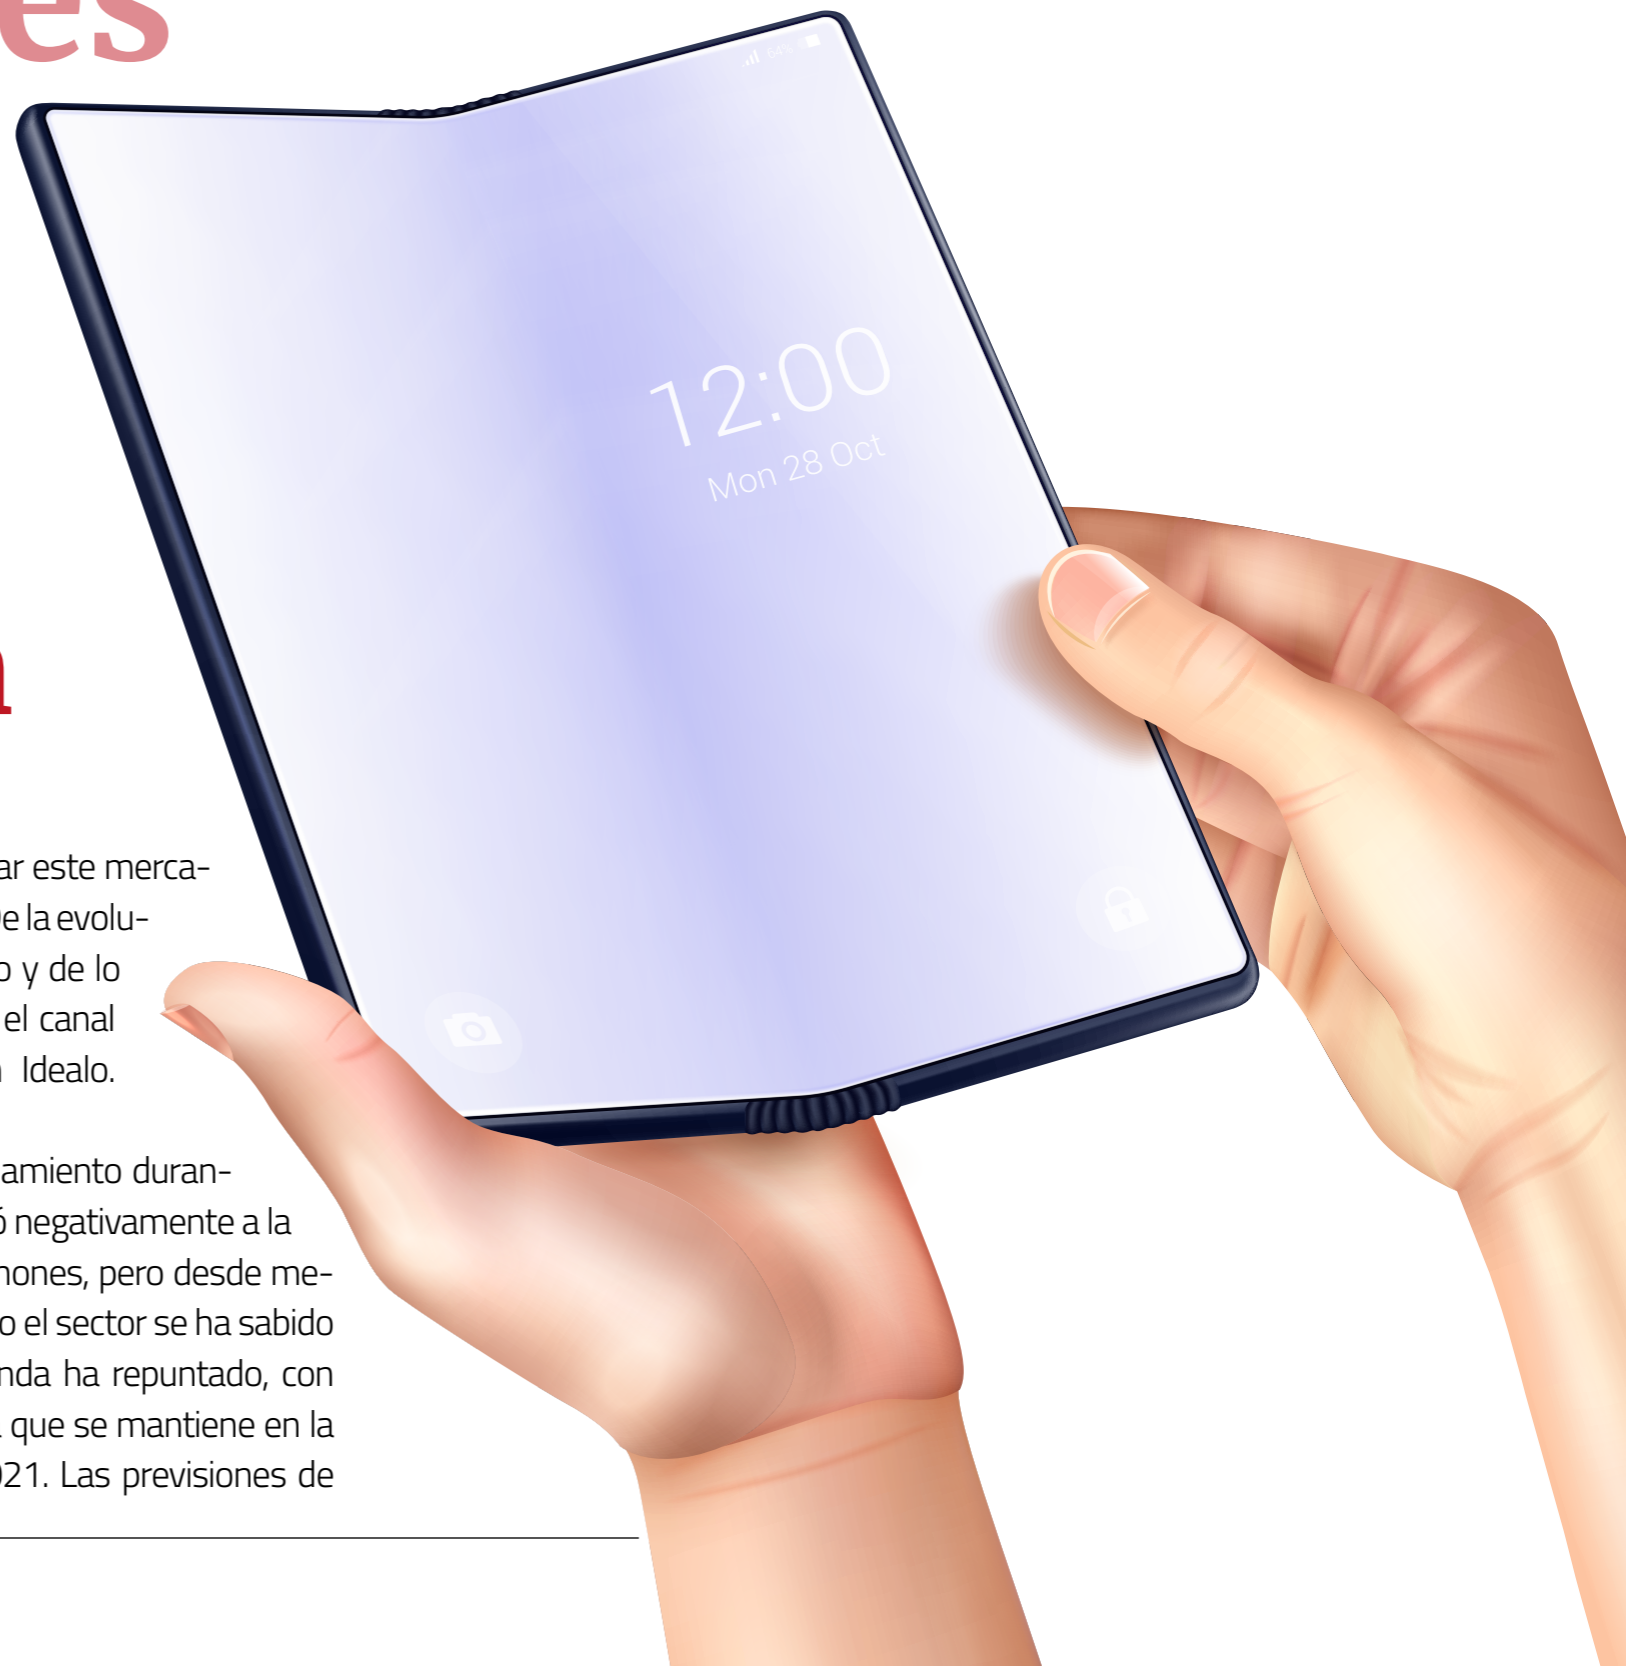 es
64%
12:00
Mon 28 Oct
ar este merca-
e la evolu-
o y de lo
el canal
Idealo.
amiento duran-
ó negativamente a la
nones, pero desde me-
o el sector se ha sabido
nda ha repuntado, con
que se mantiene en la
021. Las previsiones de